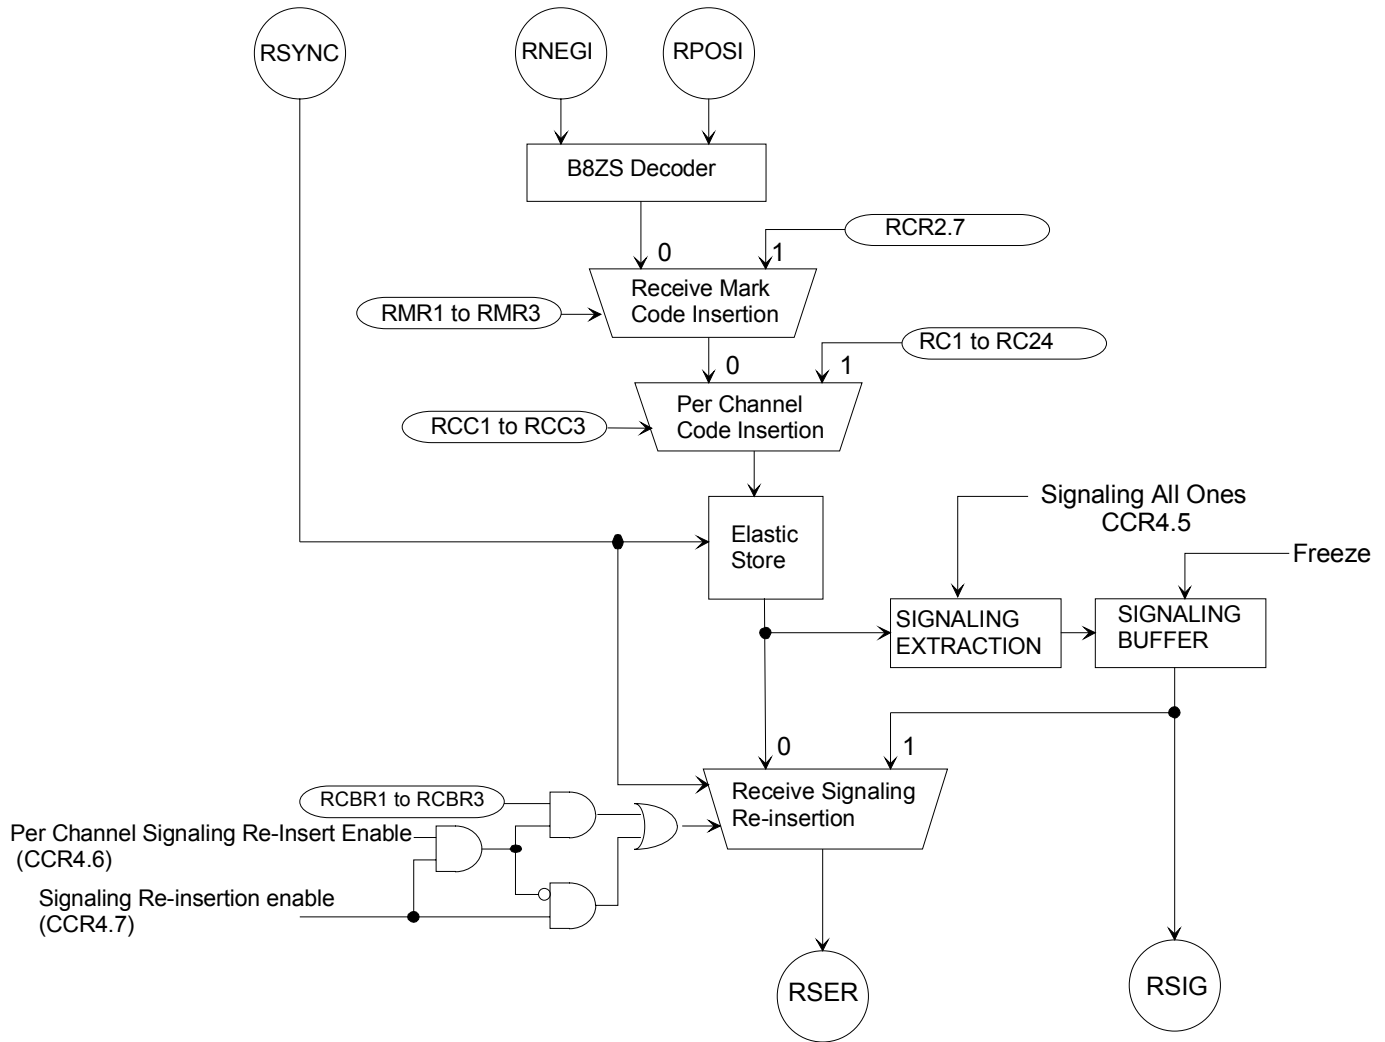 RSYNC
RNEGI
RPOSI
B8ZS Decoder
RCR2.7
0
1
Receive Mark
Code Insertion
RMR1 to RMR3
RC1 to RC24
0
1
Per Channel
Code Insertion
RCC1 to RCC3
Signaling All Ones
CCR4.5
Elastic
Store
Freeze
SIGNALING
EXTRACTION
SIGNALING
BUFFER
0
1
Receive Signaling
Re-insertion
RCBR1 to RCBR3
Per Channel Signaling Re-Insert Enable
(CCR4.6)
Signaling Re-insertion enable
(CCR4.7)
RSER
RSIG